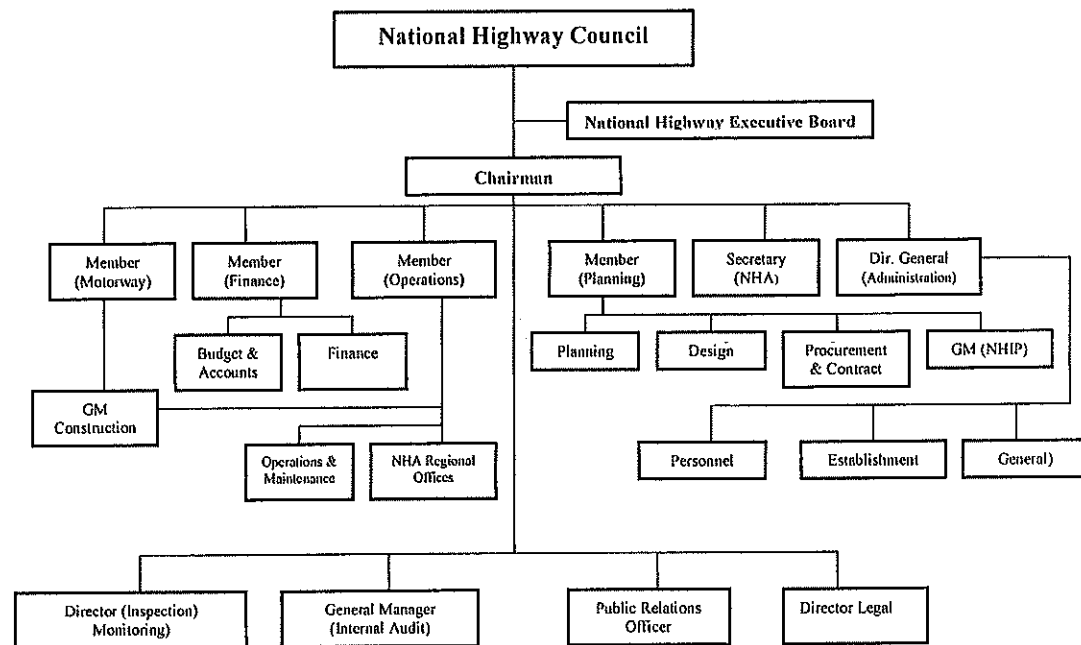 National Highway Council
National Highway Executive Board
Chairman
Member
(Motorway)
Member
(Finance)
Member
(Operations)
Member
(Planning)
Secretary
(NHA)
Dir. General
(Administration)
Budget &
Accounts
Finance
Planning
Design
Procurement
& Contract
GM (NHIP)
GM
Construction
Operations &
Maintenance
NHA Regional
Offices
Personnel
Establishment
General)
Director (Inspection)
Monitoring)
General Manager
(Internal Audit)
Public Relations
Officer
Director Legal